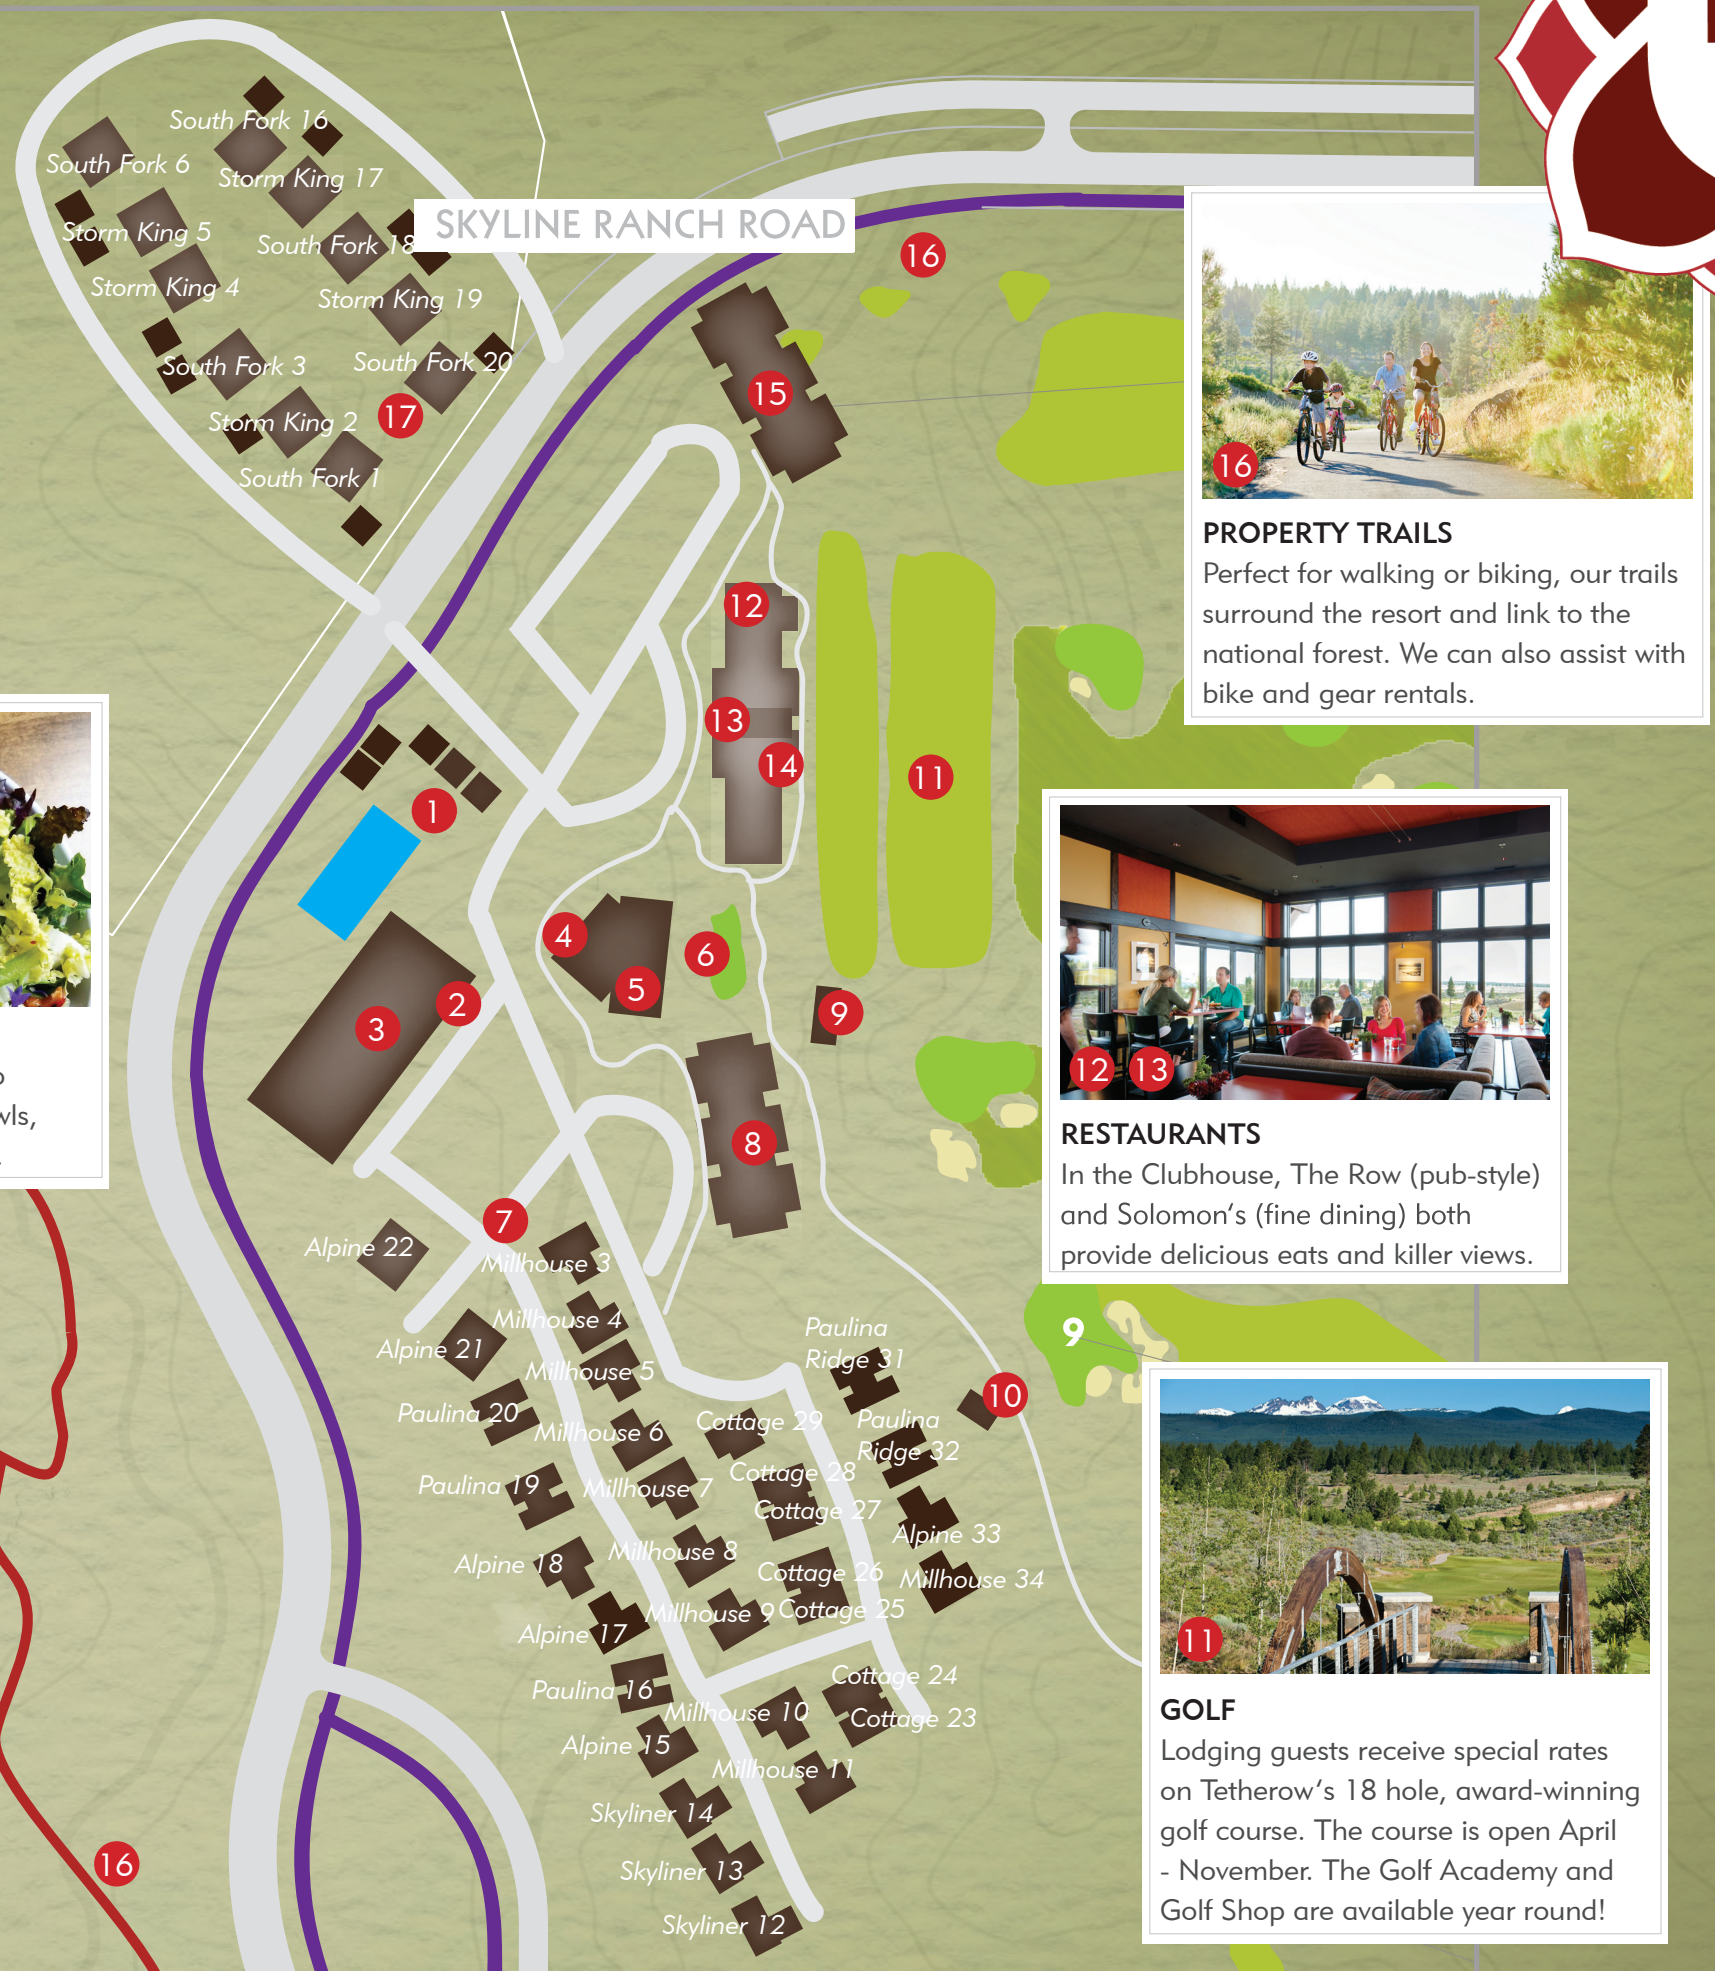 South Fork 16
South Fork 6
Storm King 17
Storm King 5
South Fork 18
SKYLINE RANCH ROAD
16
Storm King 4
Storm King 19
South Fork 3
South Fork 20
15
Storm King 2
17
South Fork 1
16
PROPERTY TRAILS
Perfect for walking or biking, our trails
surround the resort and link to the
national forest. We can also assist with
bike and gear rentals.
12
13
14
11
1
4
6
5
2
3
9
8
12 13
RESTAURANTS
In the Clubhouse, The Row (pub-style)
and Solomon's (fine dining) both
provide delicious eats and killer views.
wls,
7
Alpine 22
Millhouse 3
Millhouse 4
Alpine 21
Millhouse 5
Paulina
Ridge 31
9
10
Paulina 20
Millhouse 6
Cottage 29
Paulina
Ridge 32
Paulina 19
Millhouse 7
Cottage 28
Cottage 27
Alpine 33
Alpine 18
Millhouse 8
Cottage 26
Millhouse 34
Millhouse 9
Cottage 25
Alpine 17
Paulina 16
Cottage 24
Millhouse 10
Cottage 23
Alpine 15
Millhouse 11
Skyliner 14
Skyliner 13
Skyliner 12
16
11
GOLF
Lodging guests receive special rates
on Tetherow's 18 hole, award-winning
golf course. The course is open April
- November. The Golf Academy and
Golf Shop are available year round!